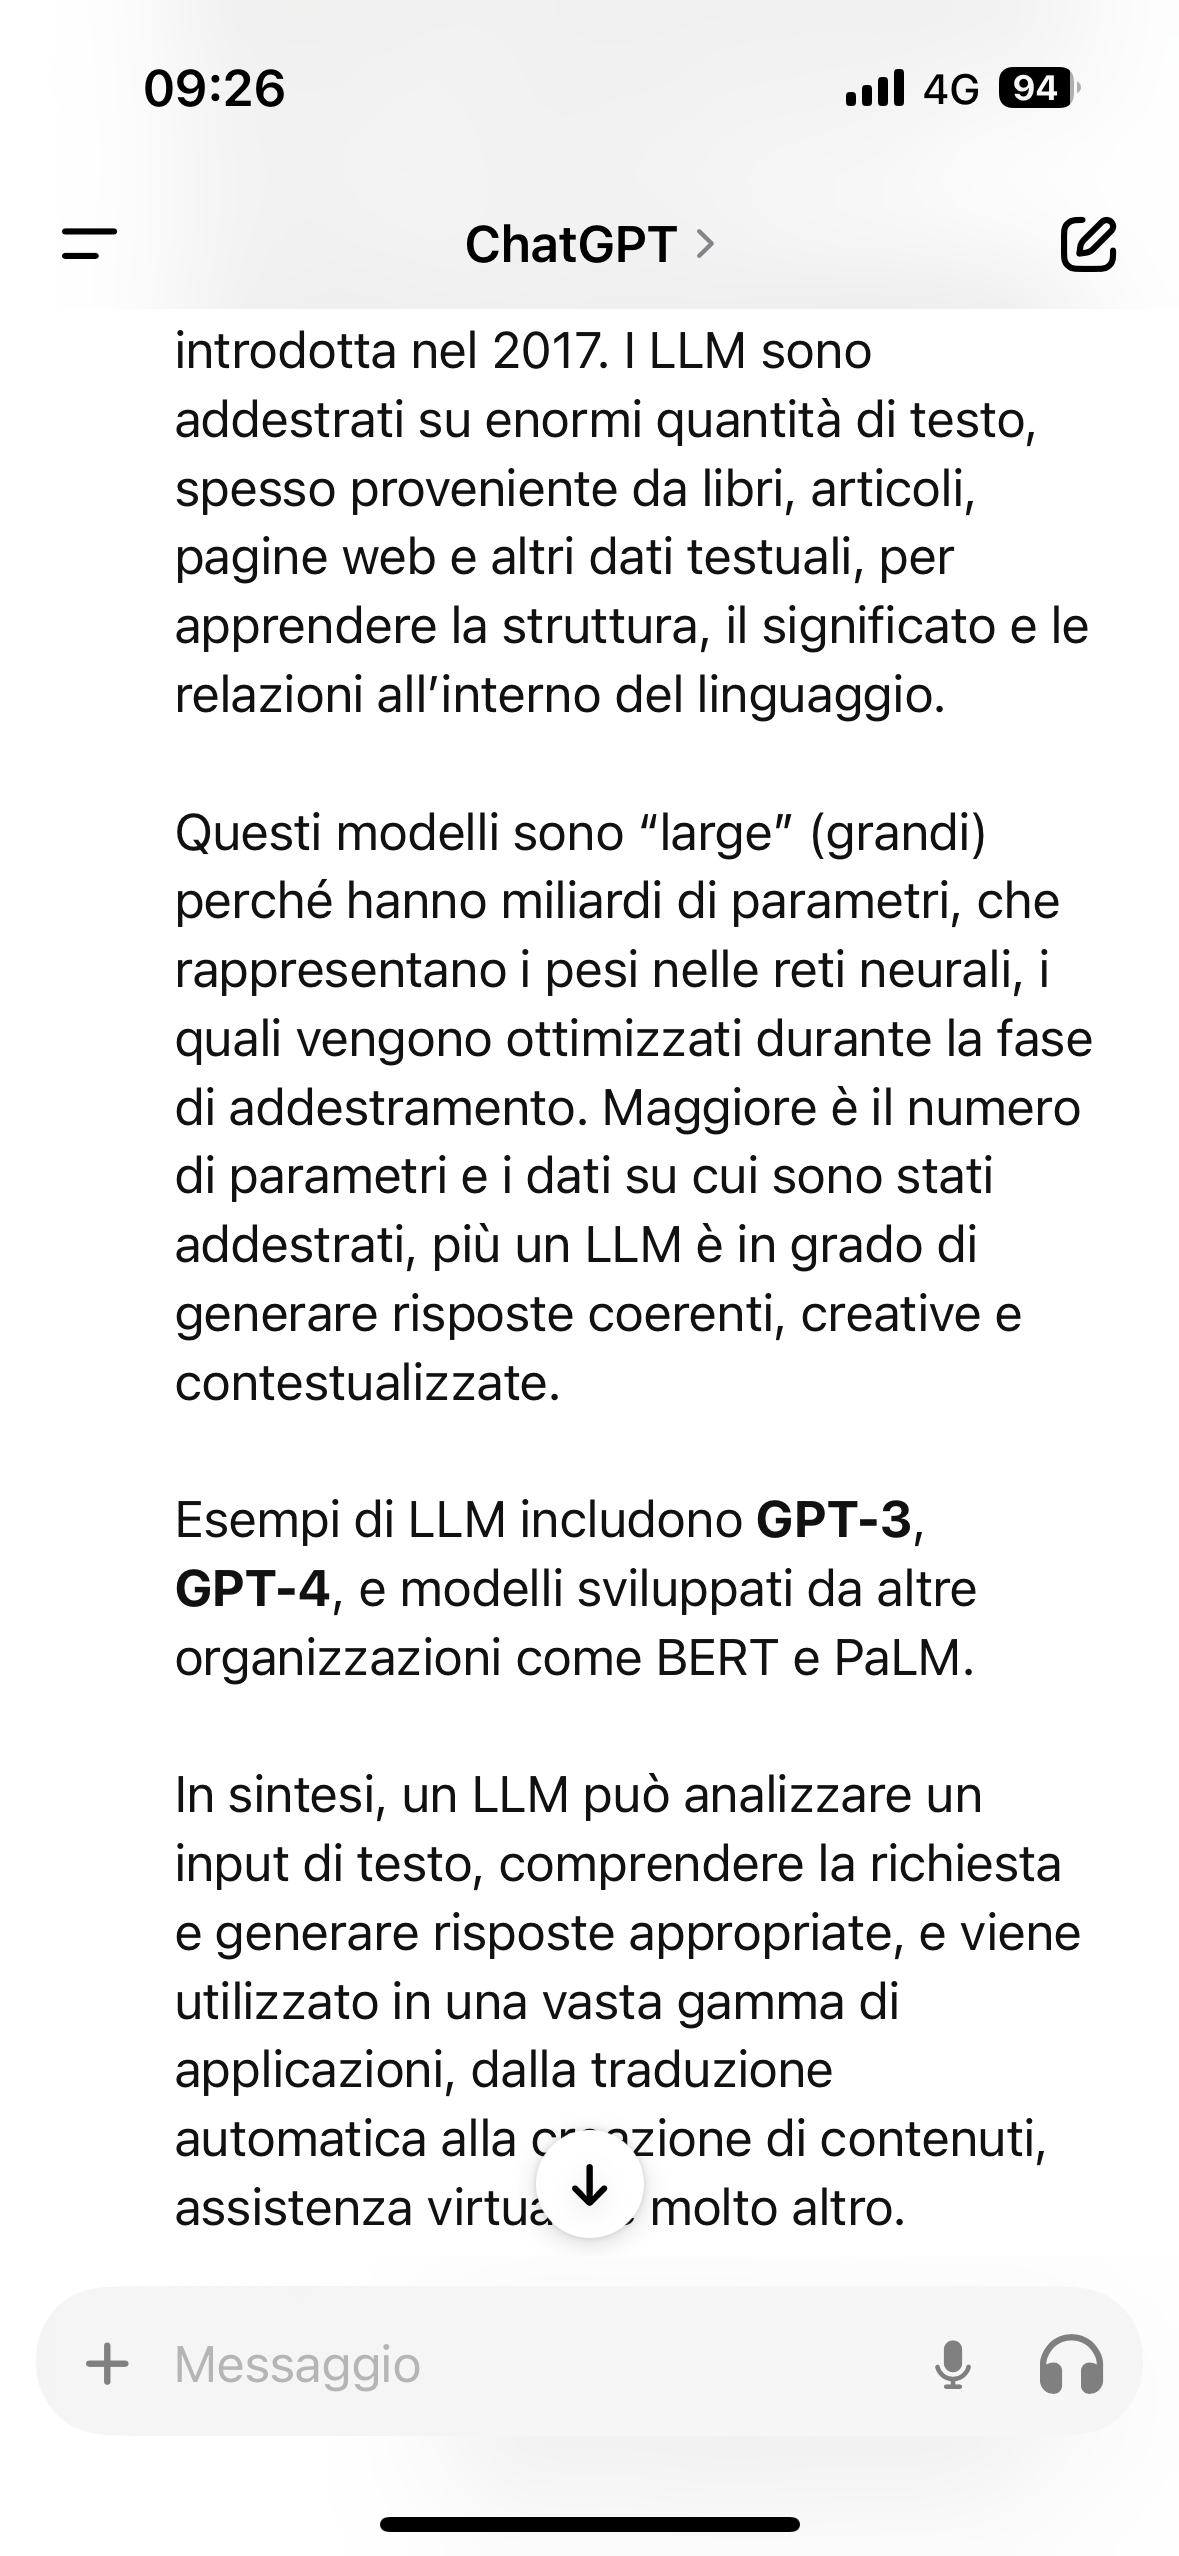 09:26
4G
94
ChatGPT
introdotta nel 2017. I LLM sono
addestrati su enormi quantità di testo,
spesso proveniente da libri, articoli,
pagine web e altri dati testuali, per
apprendere la struttura, il significato e le
relazioni all’interno del linguaggio.
Questi modelli sono “large” (grandi)
perché hanno miliardi di parametri, che
rappresentano i pesi nelle reti neurali, i
quali vengono ottimizzati durante la fase
di addestramento. Maggiore è il numero
di parametri e i dati su cui sono stati
addestrati, più un LLM è in grado di
generare risposte coerenti, creative e
contestualizzate.
Esempi di LLM includono GPT-3,
GPT-4, e modelli sviluppati da altre
organizzazioni come BERT e PaLM.
In sintesi, un LLM può analizzare un
input di testo, comprendere la richiesta
e generare risposte appropriate, e viene
utilizzato in una vasta gamma di
applicazioni, dalla traduzione
automatica alla creazione di contenuti,
assistenza molto altro.
Messaggio